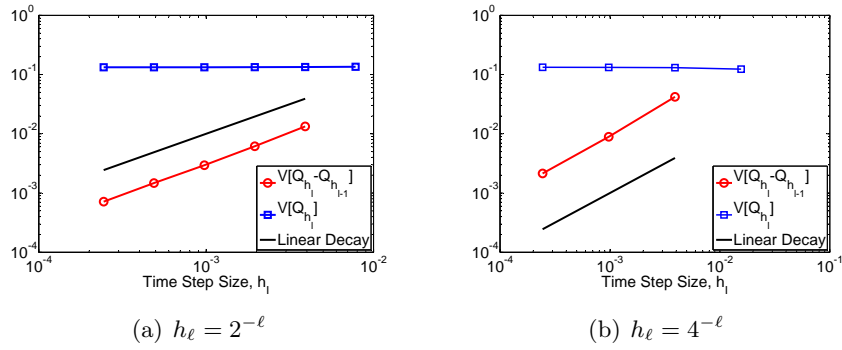 10^0
10^-1
10^-2
10^-3
10^-4
10^-4 10^-3 10^-2
Time Step Size, h_l
V[Q_{h_l}-Q_{h_{l-1}}]
V[Q_{h_l}]
Linear Decay
(a) h_ℓ = 2^{-ℓ}
10^0
10^-1
10^-2
10^-3
10^-4
10^-4 10^-3 10^-2 10^-1
Time Step Size, h_l
V[Q_{h_l}-Q_{h_{l-1}}]
V[Q_{h_l}]
Linear Decay
(b) h_ℓ = 4^{-ℓ}